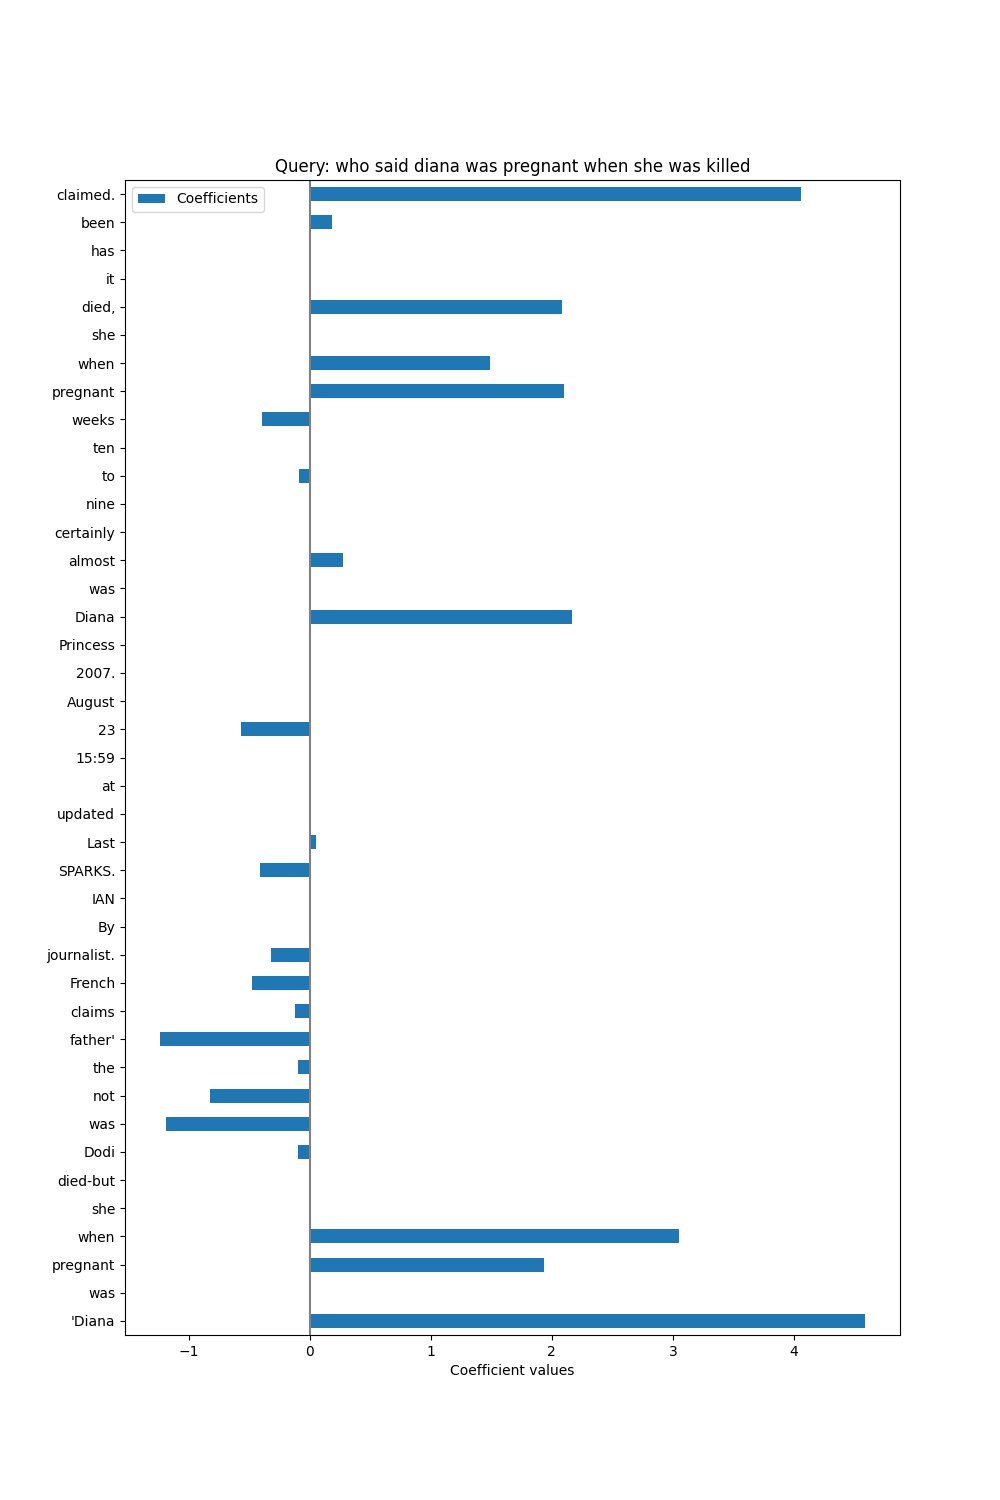 Query: who said diana was pregnant when she was killed
Coefficients
claimed.
been
has
it
died,
she
when
pregnant
weeks
ten
to
nine
certainly
almost
was
Diana
Princess
2007.
August
23
15:59
at
updated
Last
SPARKS.
IAN
By
journalist.
French
claims
father'
the
not
was
Dodi
died-but
she
when
pregnant
was
'Diana
−1 0 1 2 3 4
Coefficient values